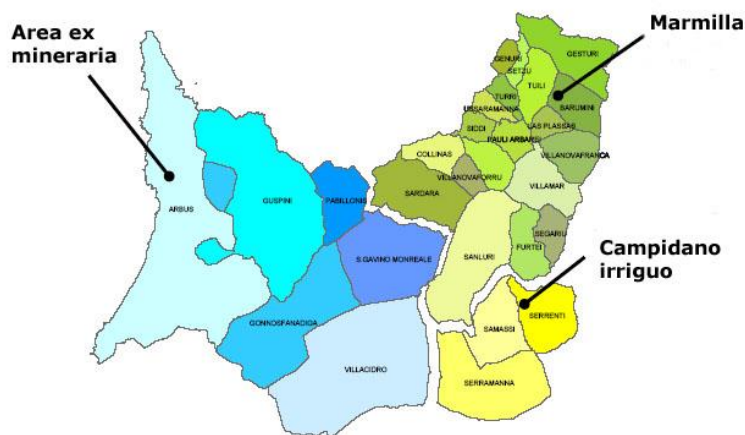 Area ex
mineraria
Marmilla
GESTURI
GENURI
SETZU
TUILI
TURRI
BARUMINI
USSARAMANNA
LAS PLASSAS
SIDDI
PAULI ARBAREI
COLLINAS
VILLANOVAFRANCA
VILLANOVAFORRU
SARDARA
VILLAMAR
PABILLONIS
GUSPINI
ARBUS
SEGARIU
FURTEI
SANLURI
S.GAVINO MONREALE
Campidano
irriguo
SERRENTI
SAMASSI
GONNOSFANADIGA
VILLACIDRO
SERRAMANNA